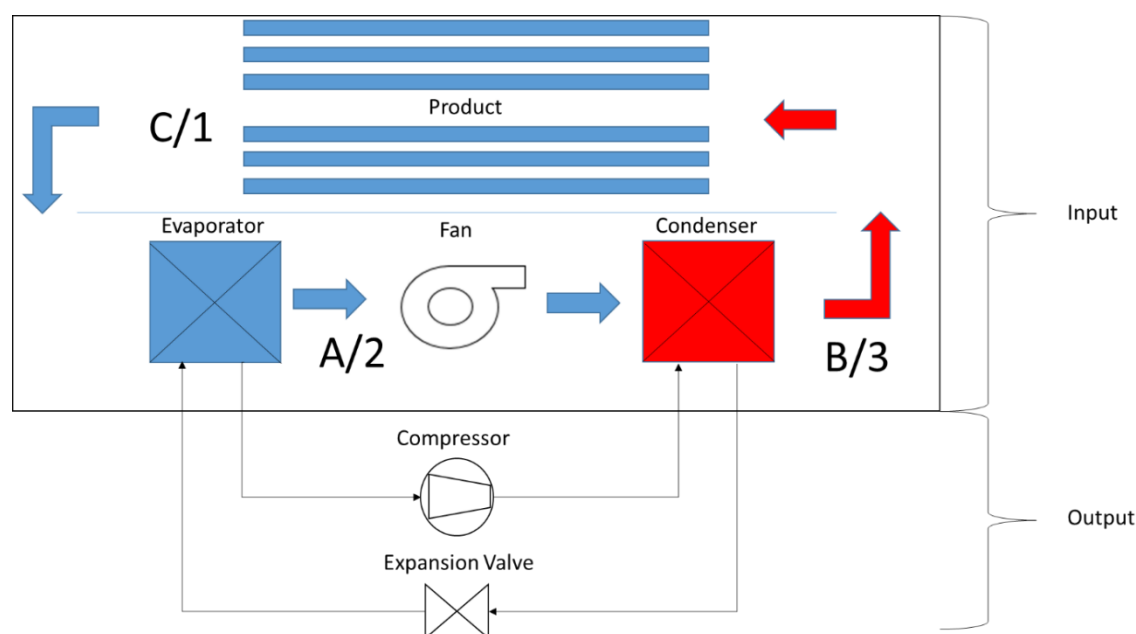 Product
C/1
Input
Evaporator
Fan
Condenser
A/2
B/3
Compressor
Output
Expansion Valve